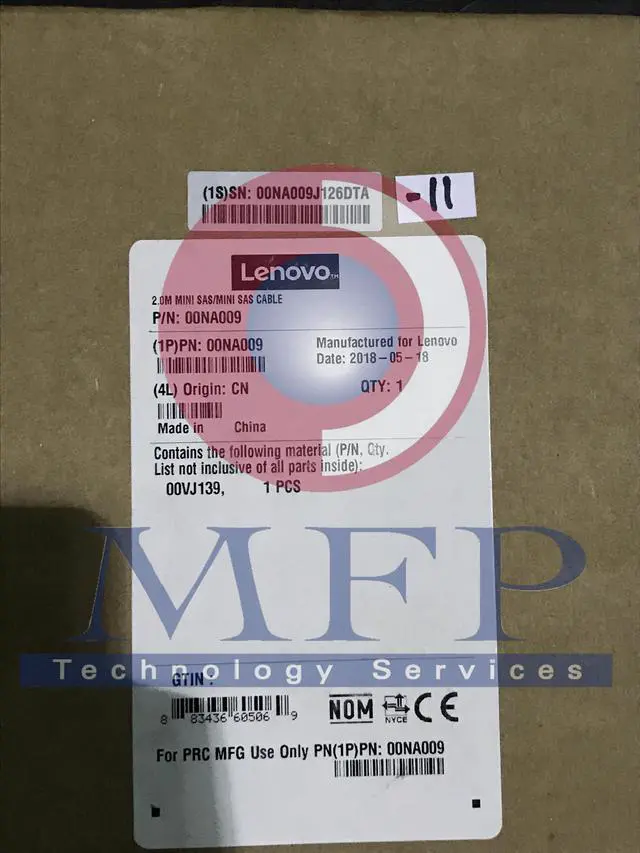 (1S)SN: 00NA009J126DTA
-11
Lenovo™
2.0M MINI SAS/MINI SAS CABLE
P/N: 00NA009
(1P)PN: 00NA009
Manufactured for Lenovo
Date: 2018-05-18
(4L) Origin: CN
QTY: 1
Made in China
Contains the following material (P/N, Qty.
List not inclusive of all parts inside):
00VJ139, 1 PCS
MFP
Technology Services
GTIN :
8 83436 60506 9
NOM NYCE CE
For PRC MFG Use Only PN(1P)PN: 00NA009